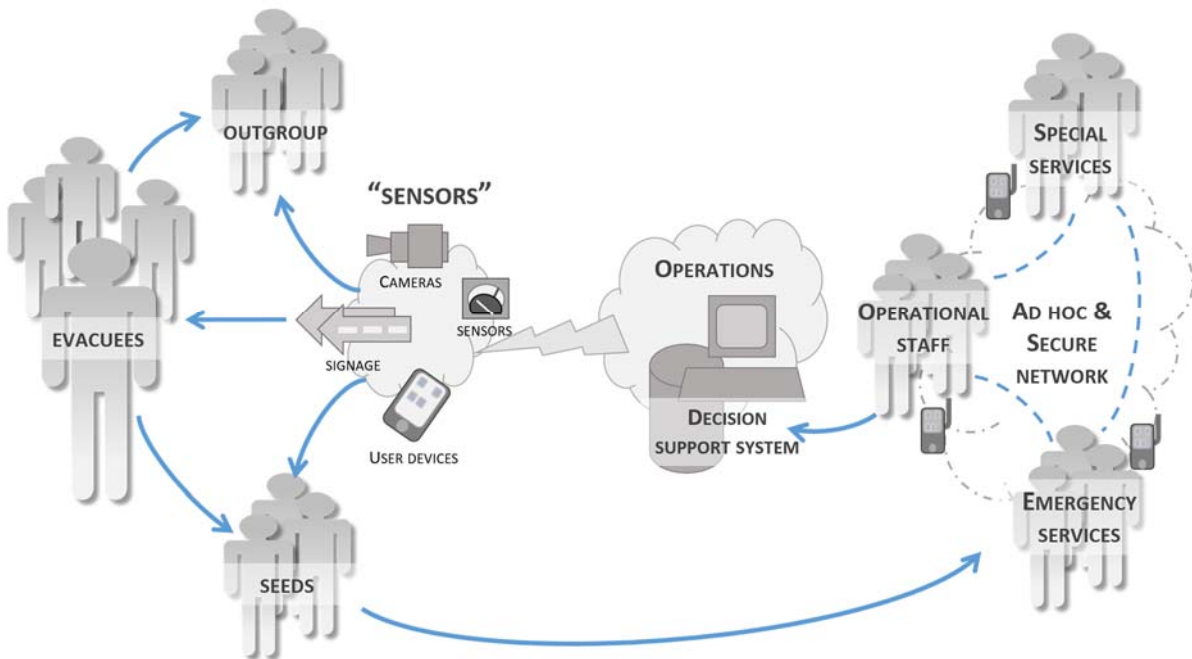 OUTGROUP
EVACUEES
"SENSORS"
CAMERAS
SENSORS
SIGNAGE
USER DEVICES
SEEDS
OPERATIONS
DECISION
SUPPORT SYSTEM
SPECIAL
SERVICES
OPERATIONAL
STAFF
AD HOC &
SECURE
NETWORK
EMERGENCY
SERVICES